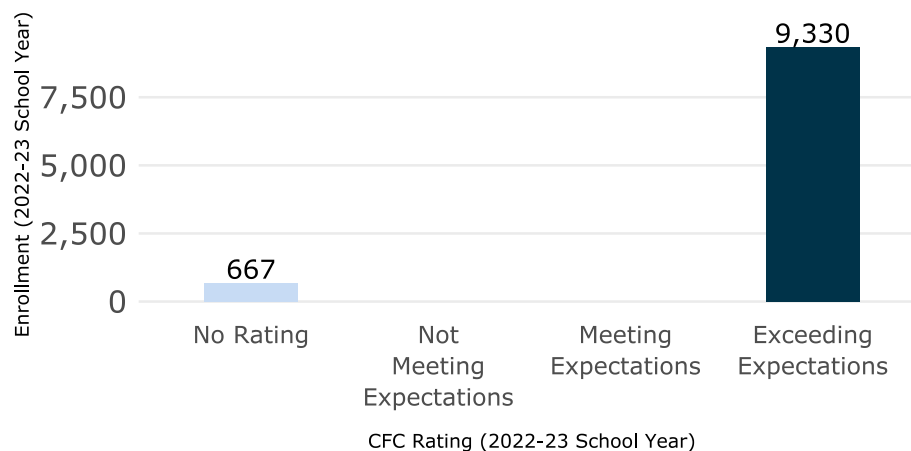 Enrollment (2022-23 School Year)
9,330
7,500
5,000
2,500
667
0
No Rating
Not
Meeting
Expectations
Meeting
Expectations
Exceeding
Expectations
CFC Rating (2022-23 School Year)